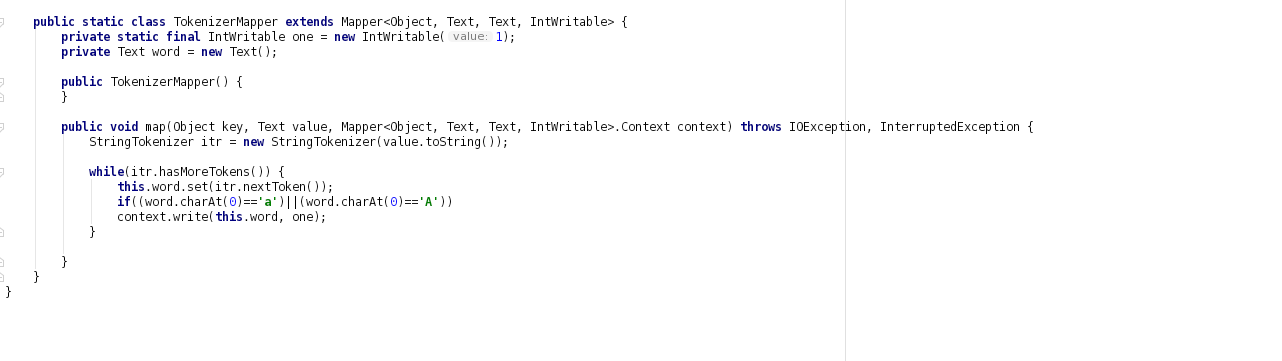 public static class TokenizerMapper extends Mapper<Object, Text, Text, IntWritable> {
private static final IntWritable one = new IntWritable( value: 1);
private Text word = new Text();
public TokenizerMapper() {
}
public void map(Object key, Text value, Mapper<Object, Text, Text, IntWritable>.Context context) throws IOException, InterruptedException {
StringTokenizer itr = new StringTokenizer(value.toString());
while(itr.hasMoreTokens()) {
this.word.set(itr.nextToken());
if((word.charAt(0)=='a')||(word.charAt(0)=='A'))
context.write(this.word, one);
}
}
}
}